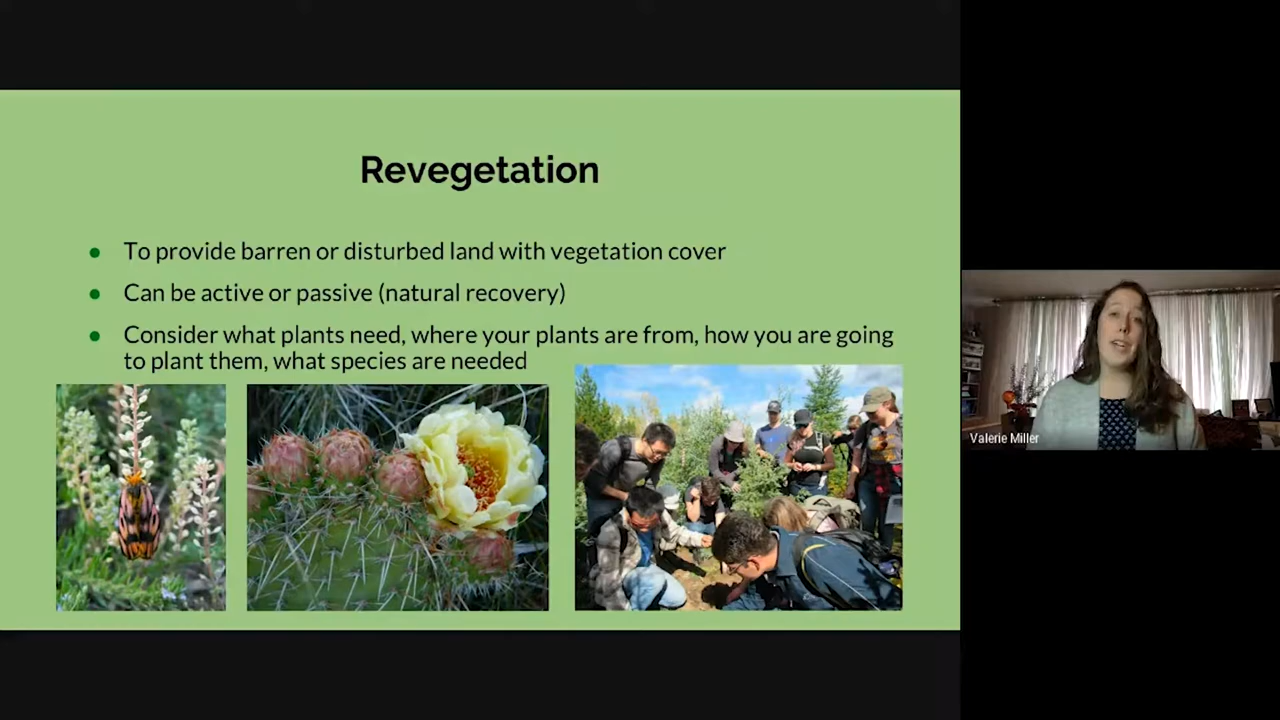 Revegetation
To provide barren or disturbed land with vegetation cover
Can be active or passive (natural recovery)
Consider what plants need, where your plants are from, how you are going
to plant them, what species are needed
Valerie Miller